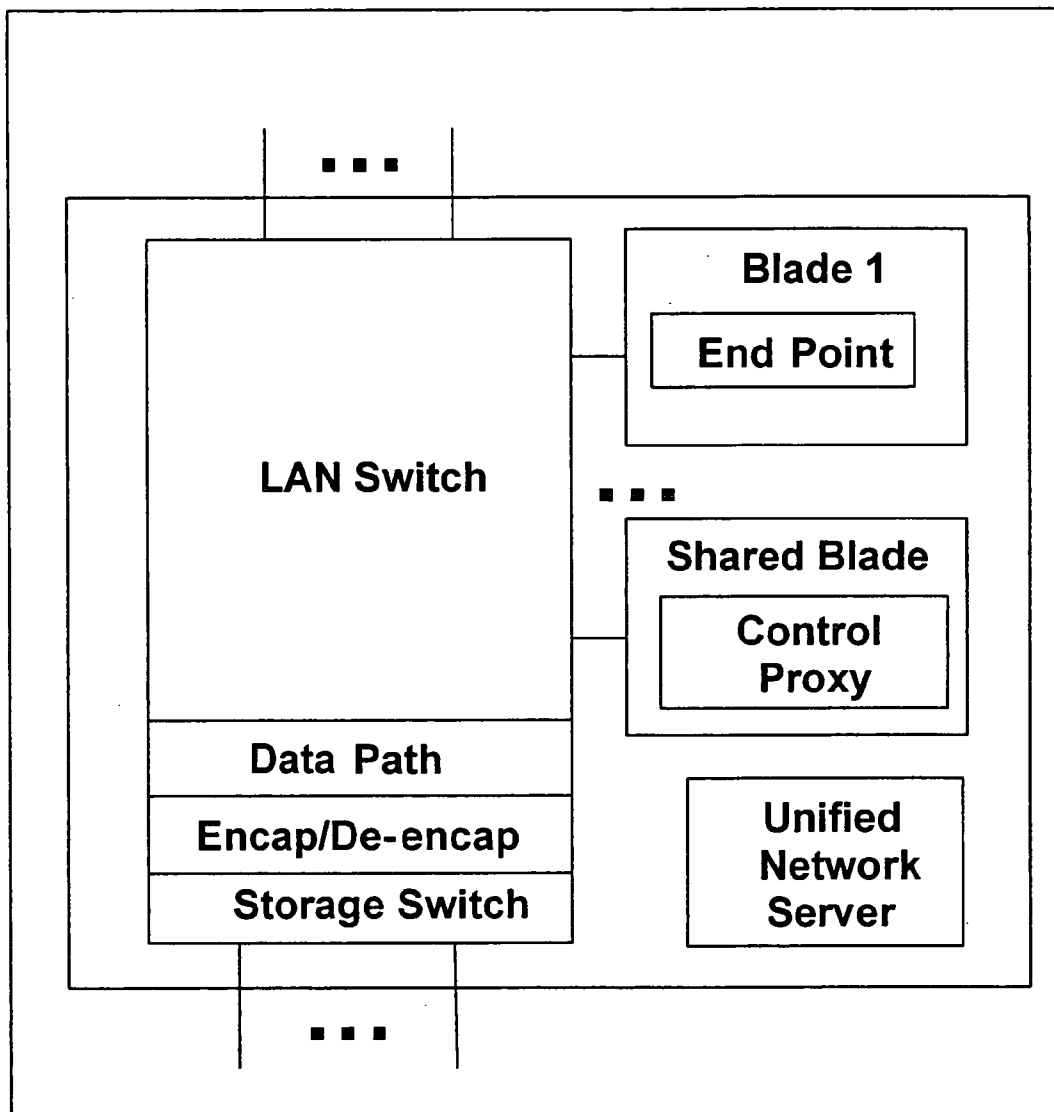 Blade 1
End Point
LAN Switch
Shared Blade
Control
Proxy
Data Path
Encap/De-encap
Storage Switch
Unified
Network
Server